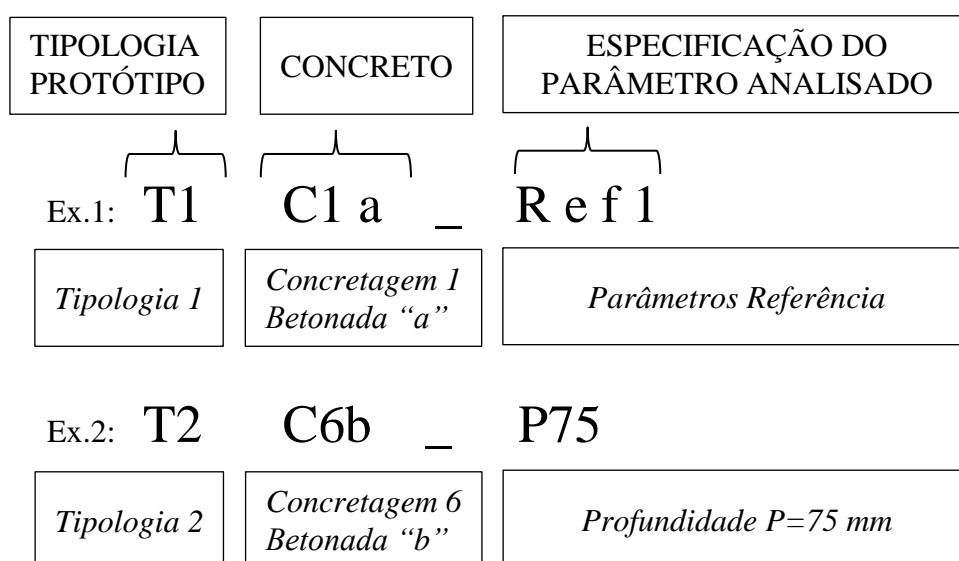 TIPOLOGIA
PROTÓTIPO
CONCRETO
ESPECIFICAÇÃO DO
PARÂMETRO ANALISADO
Ex.1: T1 C1 a _ R e f 1
Tipologia 1
Concretagem 1
Betonada “a”
Parâmetros Referência
Ex.2: T2 C6b _ P75
Tipologia 2
Concretagem 6
Betonada “b”
Profundidade P=75 mm